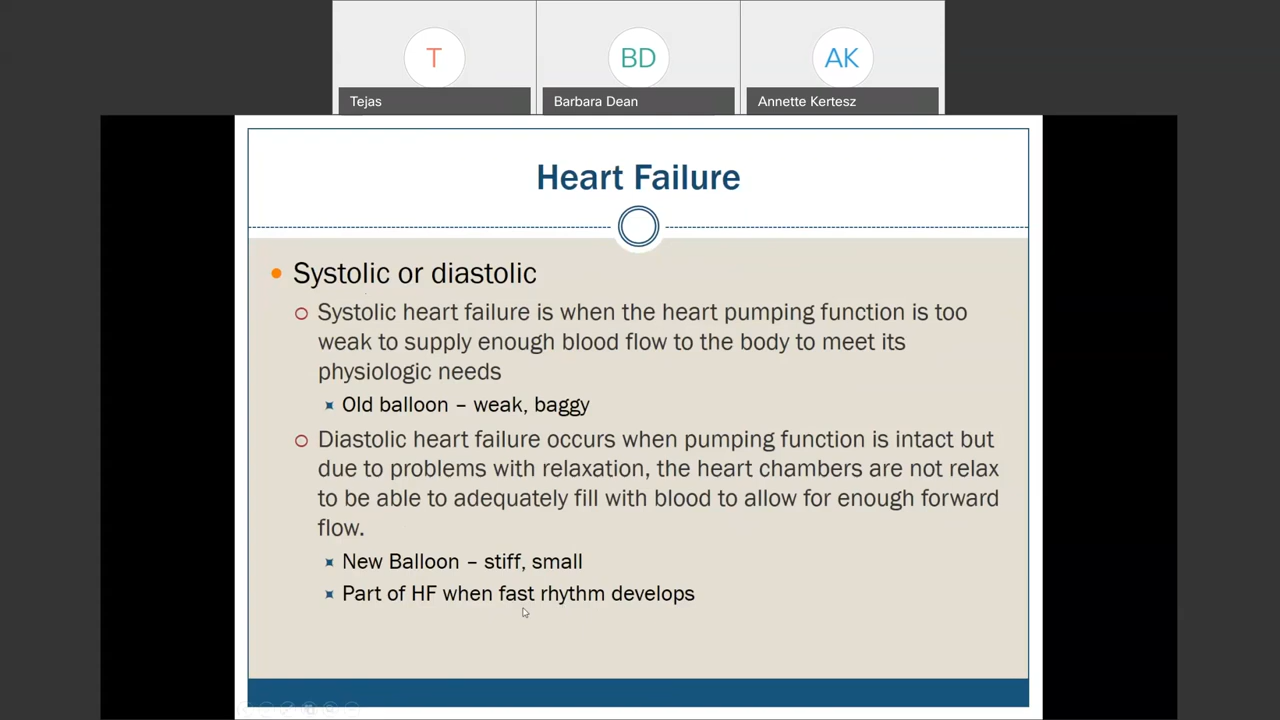 T
BD
AK
Tejas
Barbara Dean
Annette Kertesz
Heart Failure
Systolic or diastolic
Systolic heart failure is when the heart pumping function is too
weak to supply enough blood flow to the body to meet its
physiologic needs
Old balloon – weak, baggy
Diastolic heart failure occurs when pumping function is intact but
due to problems with relaxation, the heart chambers are not relax
to be able to adequately fill with blood to allow for enough forward
flow.
New Balloon – stiff, small
Part of HF when fast rhythm develops